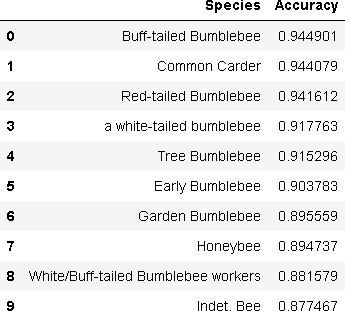 Species Accuracy
0 Buff-tailed Bumblebee 0.944901
1 Common Carder 0.944079
2 Red-tailed Bumblebee 0.941612
3 a white-tailed bumblebee 0.917763
4 Tree Bumblebee 0.915296
5 Early Bumblebee 0.903783
6 Garden Bumblebee 0.895559
7 Honeybee 0.894737
8 White/Buff-tailed Bumblebee workers 0.881579
9 Indet. Bee 0.877467